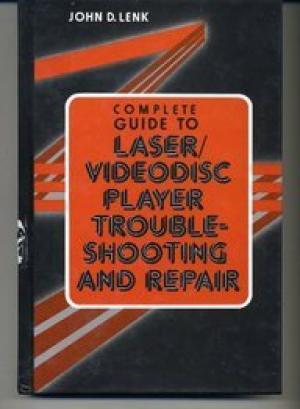 JOHN D. LENK
COMPLETE
GUIDE TO
LASER/
VIDEODISC
PLAYER
TROUBLE-
SHOOTING
AND REPAIR